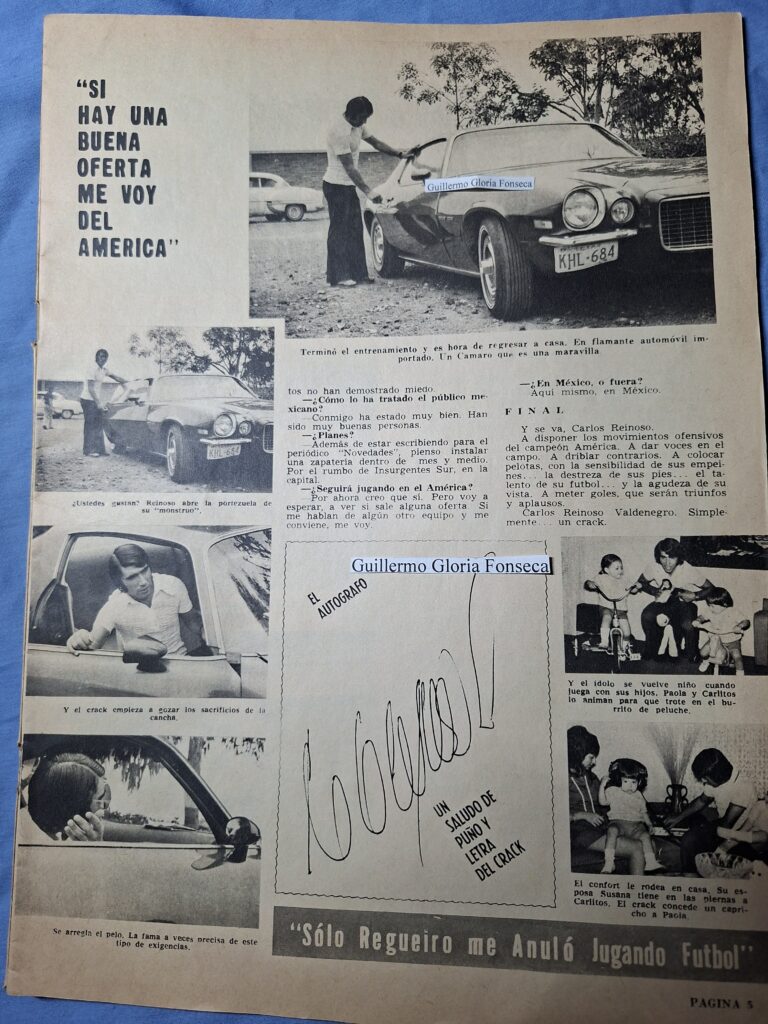 "SI
HAY UNA
BUENA
OFERTA
ME VOY
DEL
AMERICA"
Guillermo Gloria Fonseca
KHL-684
Terminó el entrenamiento y es hora de regresar a casa. En flamante automóvil im-
portado. Un Camaro que es una maravilla
KHL-684
¿Ustedes gustan? Reinoso abre la portezuela de
su "monstruo".
Y el crack empieza a gozar los sacrificios de la
cancha.
Se arregla el pelo. La fama a veces precisa de este
tipo de exigencias.
tos no han demostrado miedo.
—¿Cómo lo ha tratado el público me-
xicano?
—Conmigo ha estado muy bien. Han
sido muy buenas personas.
—¿Planes?
—Además de estar escribiendo para el
periódico "Novedades", pienso instalar
una zapatería dentro de mes y medio.
Por el rumbo de Insurgentes Sur, en la
capital.
—¿Seguirá jugando en el América?
—Por ahora creo que sí. Pero voy a
esperar, a ver si sale alguna oferta Si
me hablan de algún otro equipo y me
conviene, me voy.
—¿En México, o fuera?
Aquí mismo, en México.
FINAL
Y se va, Carlos Reinoso.
A disponer los movimientos ofensivos
del campeón América. A dar voces en el
campo. A driblar contrarios. A colocar
pelotas, con la sensibilidad de sus empei-
nes... la destreza de sus pies... el ta-
lento de su futbol... y la agudeza de su
vista. A meter goles, que serán triunfos
y aplausos.
Carlos Reinoso Valdenegro. Simple-
mente... un crack.
Guillermo Gloria Fonseca
EL
AUTOGRAFO
UN
SALUDO DE
PUÑO Y
LETRA
DEL CRACK
Y el ídolo se vuelve niño cuando
juega con sus hijos. Paola y Carlitos
lo animan para que trote en el bu-
rrito de peluche.
El confort le rodea en casa. Su es-
posa Susana tiene en las piernas a
Carlitos. El crack concede un capri-
cho a Paola.
"Sólo Regueiro me Anuló Jugando Futbol"
PAGINA 5